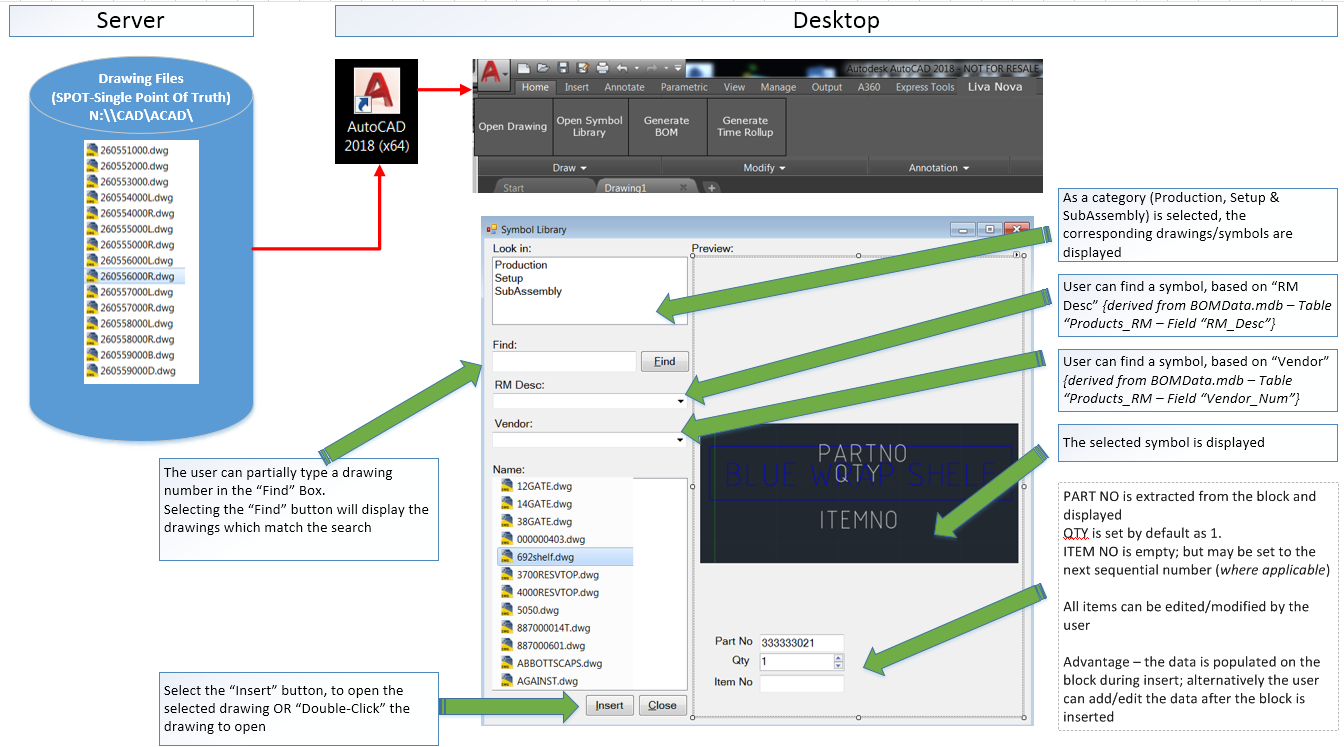 Server
Desktop
Drawing Files
(SPOT-Single Point Of Truth)
N:\\CAD\ACAD\
260551000.dwg
260552000.dwg
260553000.dwg
260554000L.dwg
260554000R.dwg
260555000L.dwg
260555000R.dwg
260556000L.dwg
260556000R.dwg
260557000L.dwg
260557000R.dwg
260558000L.dwg
260558000R.dwg
260559000B.dwg
260559000D.dwg
AutoCAD
2018 (x64)
Autodesk AutoCAD 2018 - NOT FOR RESALE
Home Insert Annotate Parametric View Manage Output A360 Express Tools Liva Nova
Open Drawing
Open Symbol
Library
Generate
BOM
Generate
Time Rollup
Draw Modify Annotation
Start Drawing1
Symbol Library
Look in:
Production
Setup
SubAssembly
Find:
Find
RM Desc:
Vendor:
Name:
12GATE.dwg
14GATE.dwg
38GATE.dwg
000000403.dwg
692shelf.dwg
3700RESVTOP.dwg
4000RESVTOP.dwg
5050.dwg
887000014T.dwg
887000601.dwg
ABBOTTSCAPS.dwg
AGAINST.dwg
Insert Close
Preview:
PARTNO
BLUE WRAP SHELF
QTY
ITEMNO
Part No 333333021
Qty 1
Item No
As a category (Production, Setup &
SubAssembly) is selected, the
corresponding drawings/symbols are
displayed
User can find a symbol, based on “RM
Desc” {derived from BOMData.mdb – Table
“Products_RM – Field “RM_Desc”}
User can find a symbol, based on “Vendor”
{derived from BOMData.mdb – Table
“Products_RM – Field “Vendor_Num”}
The selected symbol is displayed
PART NO is extracted from the block and
displayed
QTY is set by default as 1.
ITEM NO is empty; but may be set to the
next sequential number (where applicable)
All items can be edited/modified by the
user
Advantage – the data is populated on the
block during insert; alternatively the user
can add/edit the data after the block is
inserted
The user can partially type a drawing
number in the “Find” Box.
Selecting the “Find” button will display the
drawings which match the search
Select the “Insert” button, to open the
selected drawing OR “Double-Click” the
drawing to open